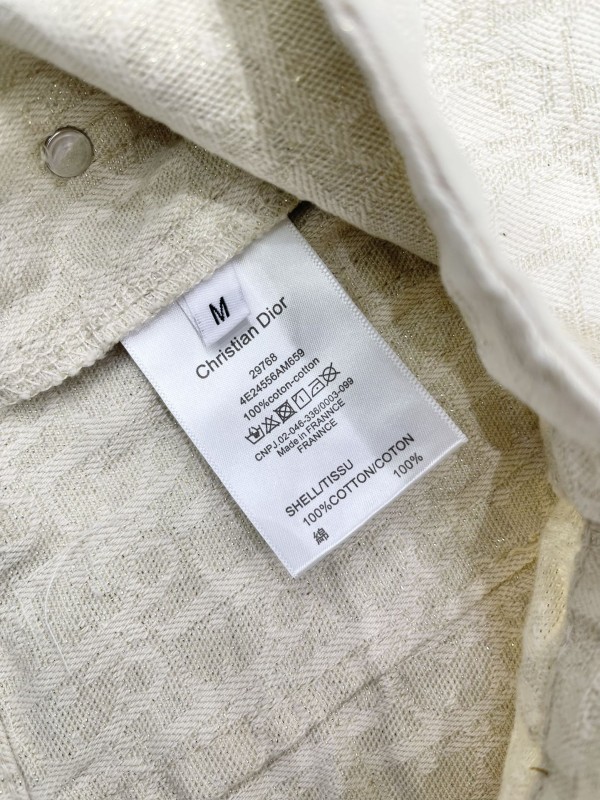 M
Christian Dior
29768
4E24556AM659
100%coton-cotton
CNPJ.02-046-336/0003-099
Made in FRANNCE
FRANNCE
SHELL/TISSU
100%COTTON/COTON
100%
綿